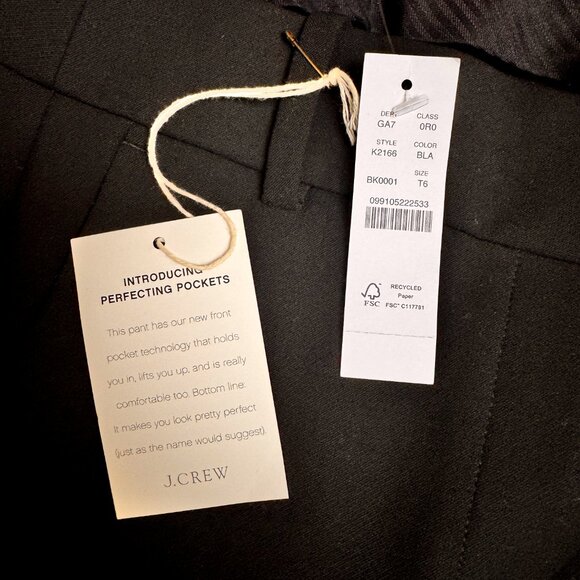 INTRODUCING
PERFECTING POCKETS
This pant has our new front
pocket technology that holds
you in, lifts you up, and is really
comfortable too. Bottom line:
It makes you look pretty perfect
(just as the name would suggest).
J.CREW
DEPT CLASS
GA7 0R0
STYLE COLOR
K2166 BLA
SIZE
BK0001 T6
099105222533
RECYCLED
Paper
FSC FSC® C117781